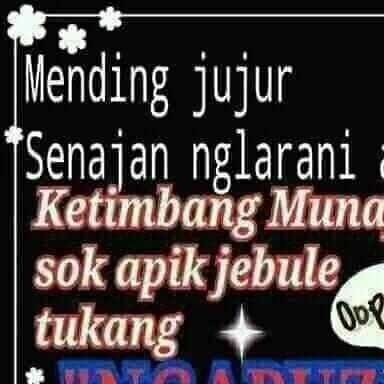 Mending jujur
Senajan nglarani
Ketimbang
sok apik jebule
tukang